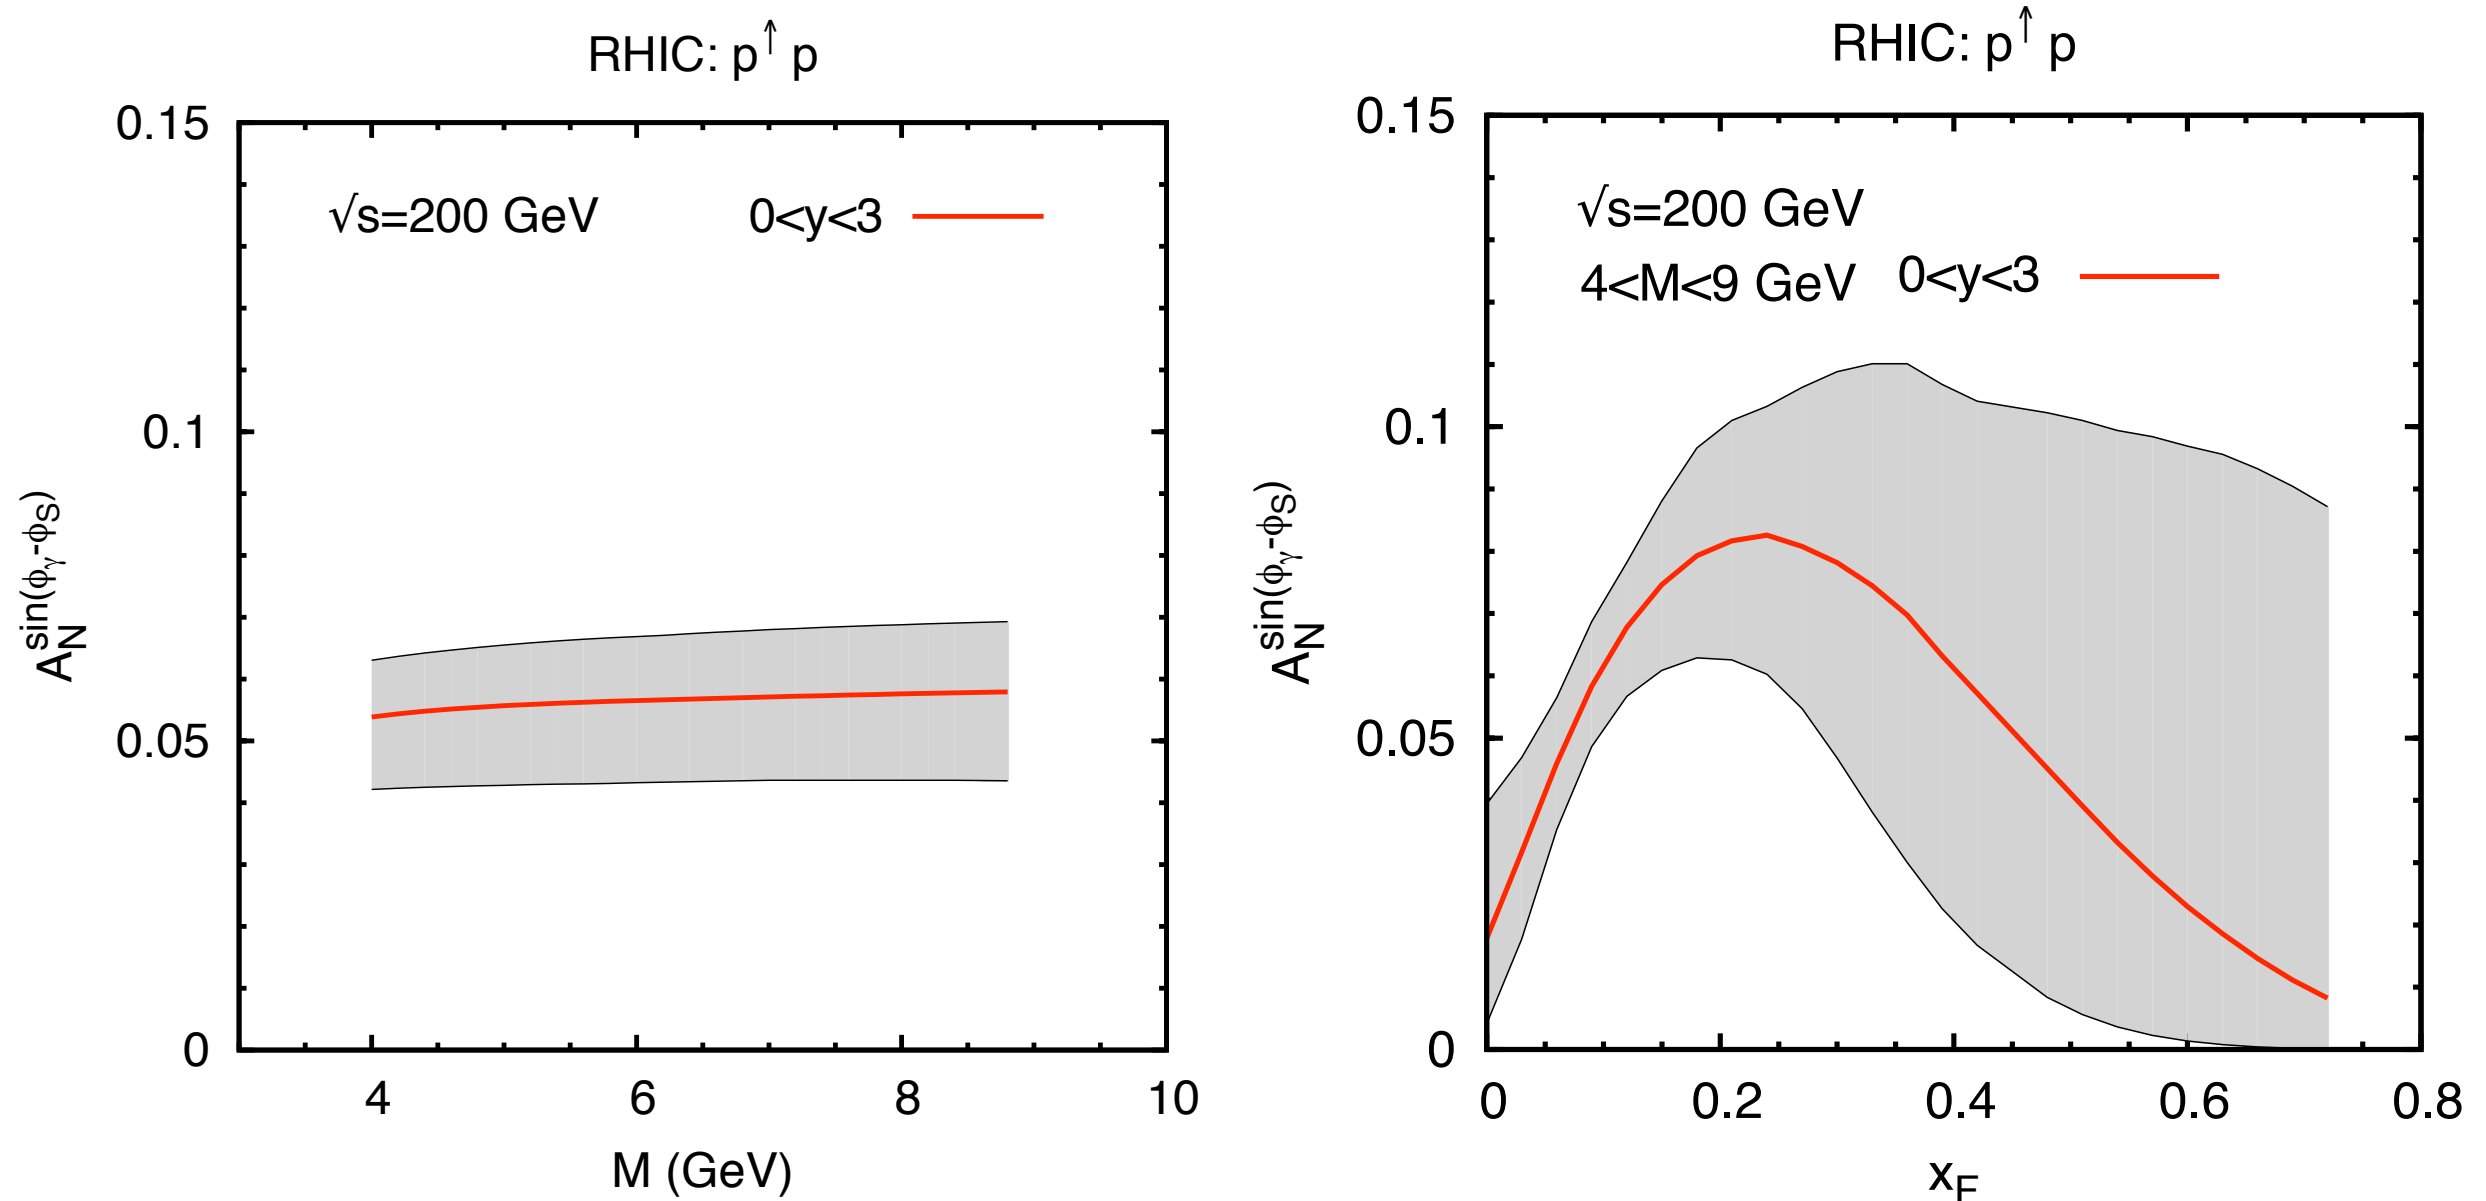 RHIC: p↑ p
0.15
√s=200 GeV 0<y<3
0.1
0.05
0
A_N^sin(ϕ_γ-ϕ_S)
4 6 8 10
M (GeV)
RHIC: p↑ p
0.15
√s=200 GeV
4<M<9 GeV 0<y<3
0.1
0.05
0
A_N^sin(ϕ_γ-ϕ_S)
0 0.2 0.4 0.6 0.8
x_F